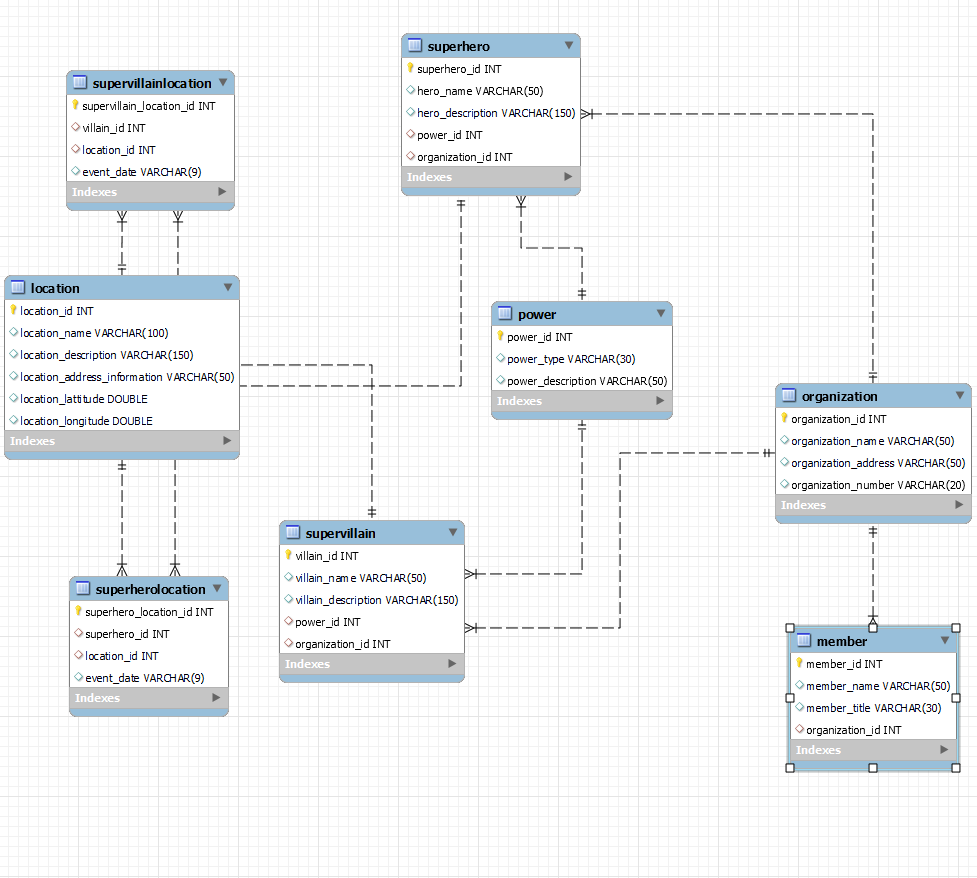 supervillainlocation
supervillain_location_id INT
villain_id INT
location_id INT
event_date VARCHAR(9)
Indexes
superhero
superhero_id INT
hero_name VARCHAR(50)
hero_description VARCHAR(150)
power_id INT
organization_id INT
Indexes
location
location_id INT
location_name VARCHAR(100)
location_description VARCHAR(150)
location_address_information VARCHAR(50)
location_lattitude DOUBLE
location_longitude DOUBLE
Indexes
power
power_id INT
power_type VARCHAR(30)
power_description VARCHAR(50)
Indexes
organization
organization_id INT
organization_name VARCHAR(50)
organization_address VARCHAR(50)
organization_number VARCHAR(20)
Indexes
supervillain
villain_id INT
villain_name VARCHAR(50)
villain_description VARCHAR(150)
power_id INT
organization_id INT
Indexes
superherolocation
superhero_location_id INT
superhero_id INT
location_id INT
event_date VARCHAR(9)
Indexes
member
member_id INT
member_name VARCHAR(50)
member_title VARCHAR(30)
organization_id INT
Indexes